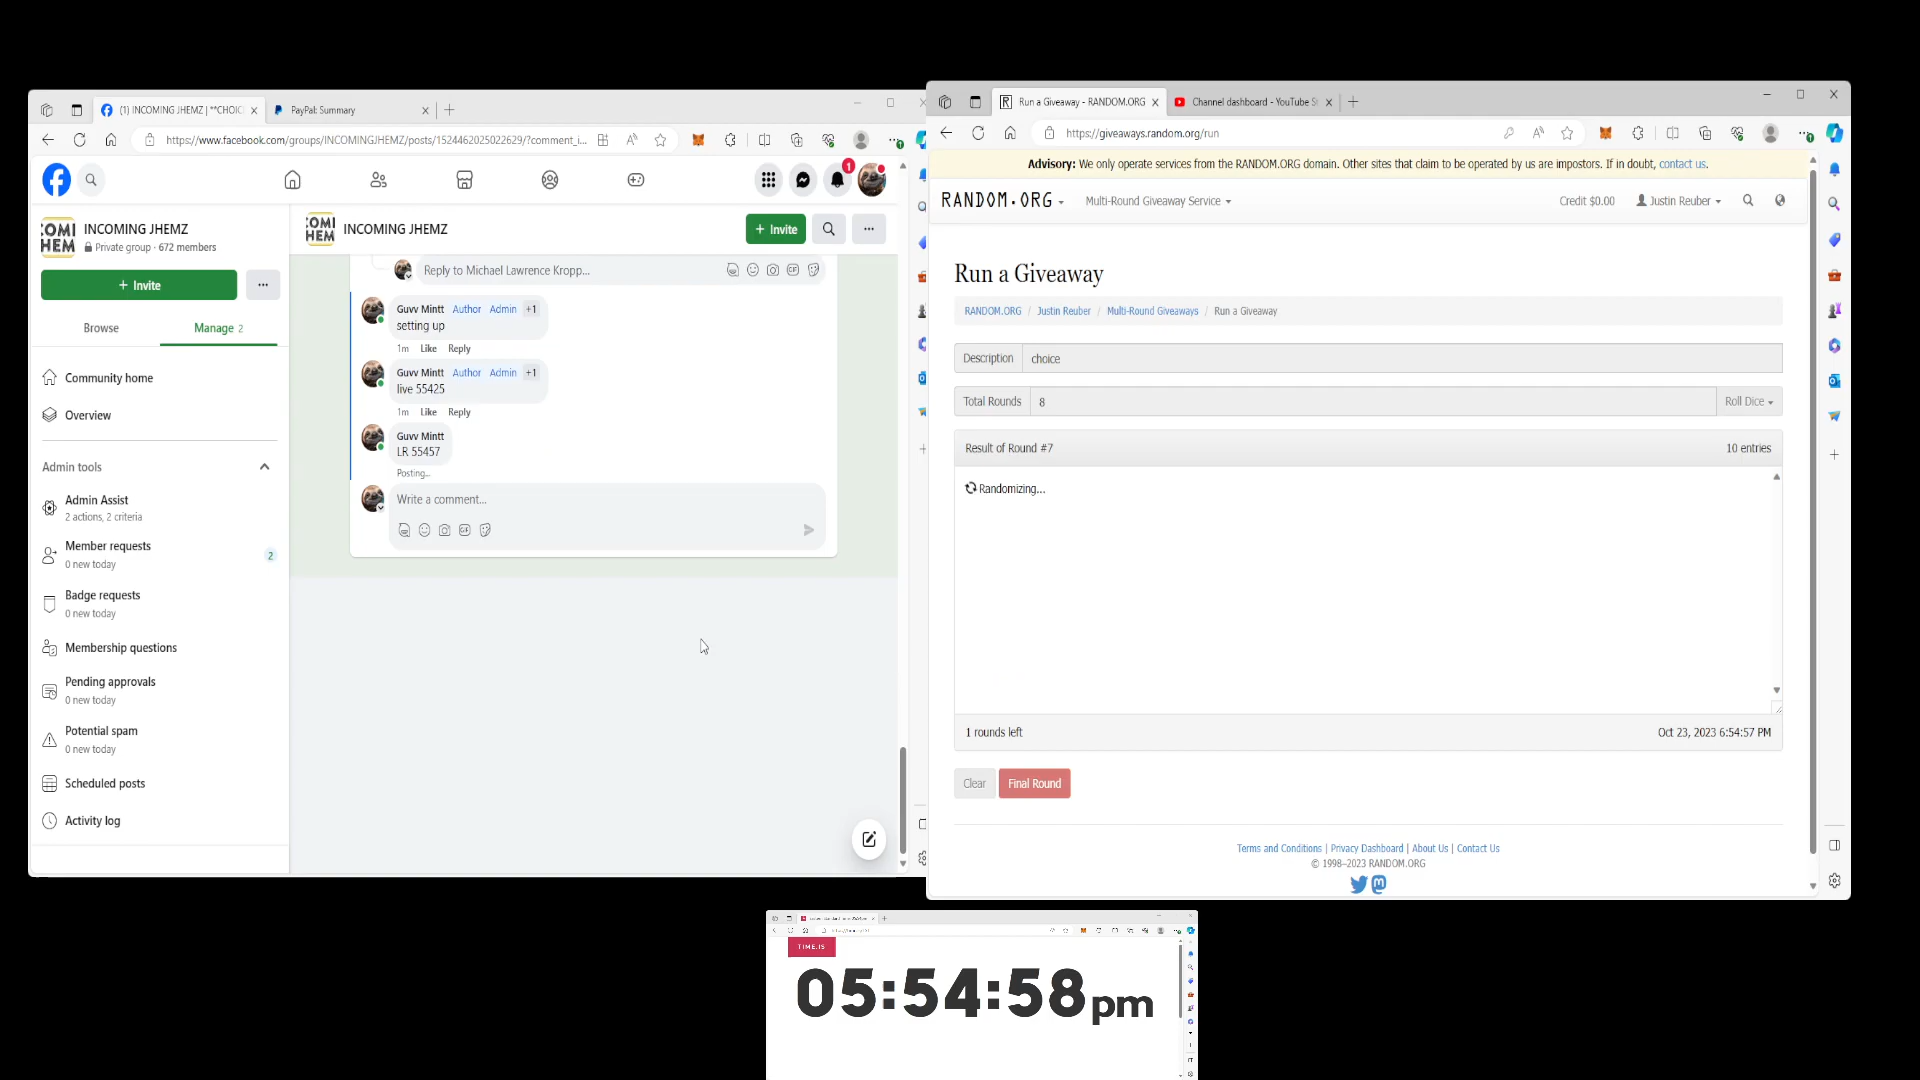 (1) INCOMING JHEMZ | **CHOIC
PayPal: Summary
https://www.facebook.com/groups/INCOMINGJHEMZ/posts/1524462025022629/?comment_i...
1
INCOMING JHEMZ
Private group · 672 members
+ Invite
...
Browse
Manage 2
Community home
Overview
Admin tools
Admin Assist
2 actions, 2 criteria
Member requests
0 new today
2
Badge requests
0 new today
Membership questions
Pending approvals
0 new today
Potential spam
0 new today
Scheduled posts
Activity log
OMI
HEM
INCOMING JHEMZ
+ Invite
Reply to Michael Lawrence Kropp...
Guvv Mintt Author Admin +1
setting up
1m Like Reply
Guvv Mintt Author Admin +1
live 55425
1m Like Reply
Guvv Mintt
LR 55457
Posting...
Write a comment...
Run a Giveaway - RANDOM.ORG
Channel dashboard - YouTube St
https://giveaways.random.org/run
Advisory: We only operate services from the RANDOM.ORG domain. Other sites that claim to be operated by us are impostors. If in doubt, contact us.
RANDOM.ORG
Multi-Round Giveaway Service
Credit $0.00
Justin Reuber
Run a Giveaway
RANDOM.ORG / Justin Reuber / Multi-Round Giveaways / Run a Giveaway
Description choice
Total Rounds 8 Roll Dice
Result of Round #7 10 entries
Randomizing...
1 rounds left Oct 23, 2023 6:54:57 PM
Clear Final Round
Terms and Conditions | Privacy Dashboard | About Us | Contact Us
© 1998–2023 RANDOM.ORG
TIME.IS
05:54:58pm